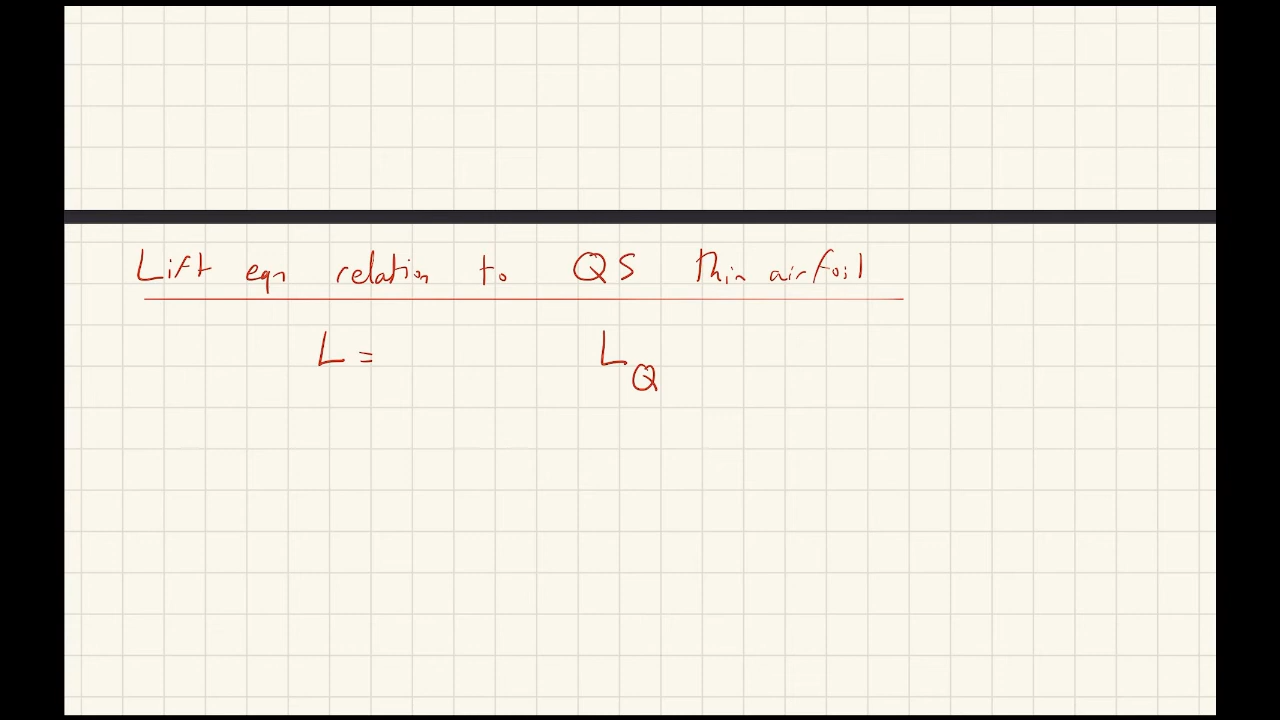 Lift eqn relation to QS thin airfoil
L = L_Q